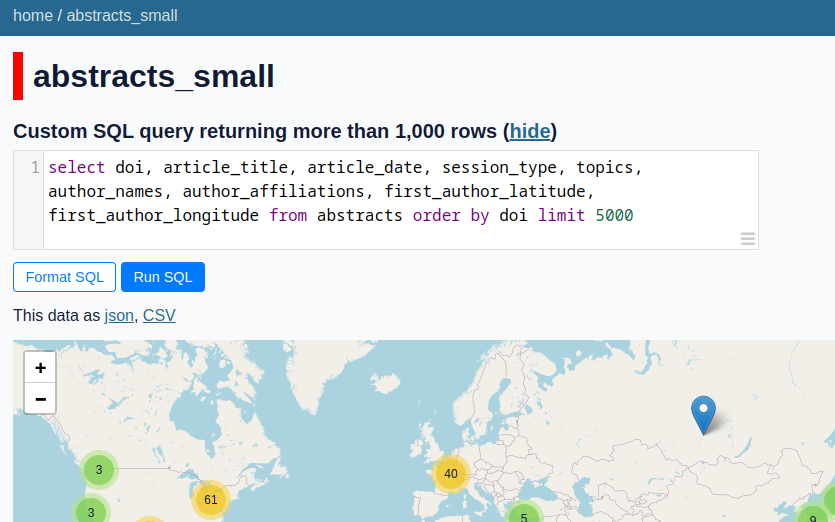 home / abstracts_small
abstracts_small
Custom SQL query returning more than 1,000 rows (hide)
1 select doi, article_title, article_date, session_type, topics,
author_names, author_affiliations, first_author_latitude,
first_author_longitude from abstracts order by doi limit 5000
Format SQL Run SQL
This data as json, CSV
+
−
3
40
61
3
5
9